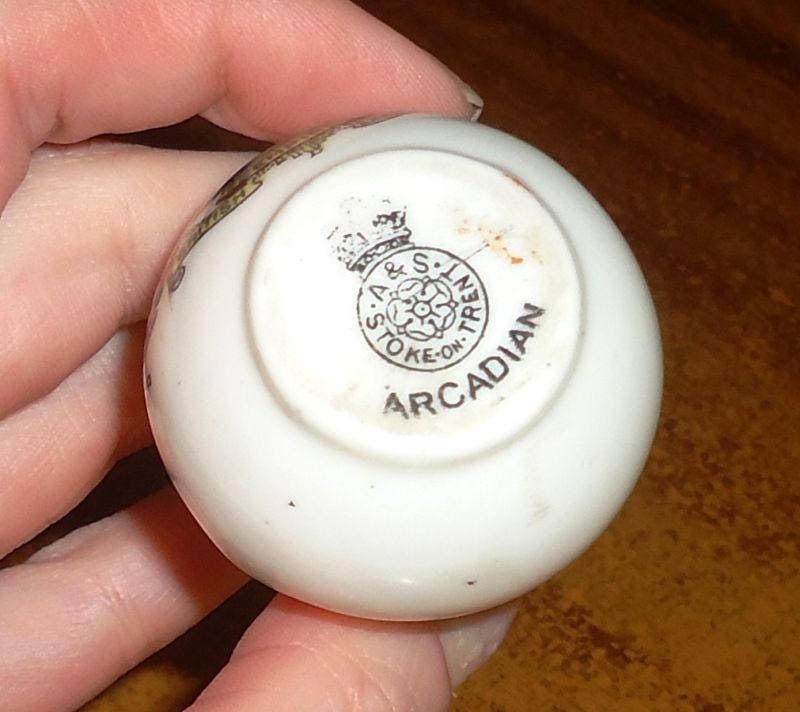 A & S · STOKE-ON-TRENT ·
ARCADIAN